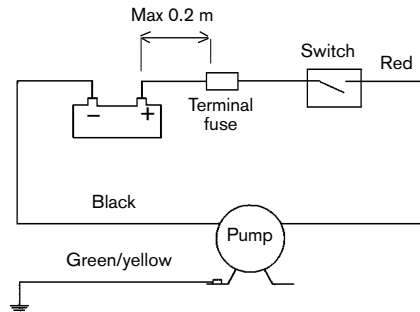 Max 0.2 m
Switch
Red
− +
Terminal
fuse
Black
Pump
Green/yellow